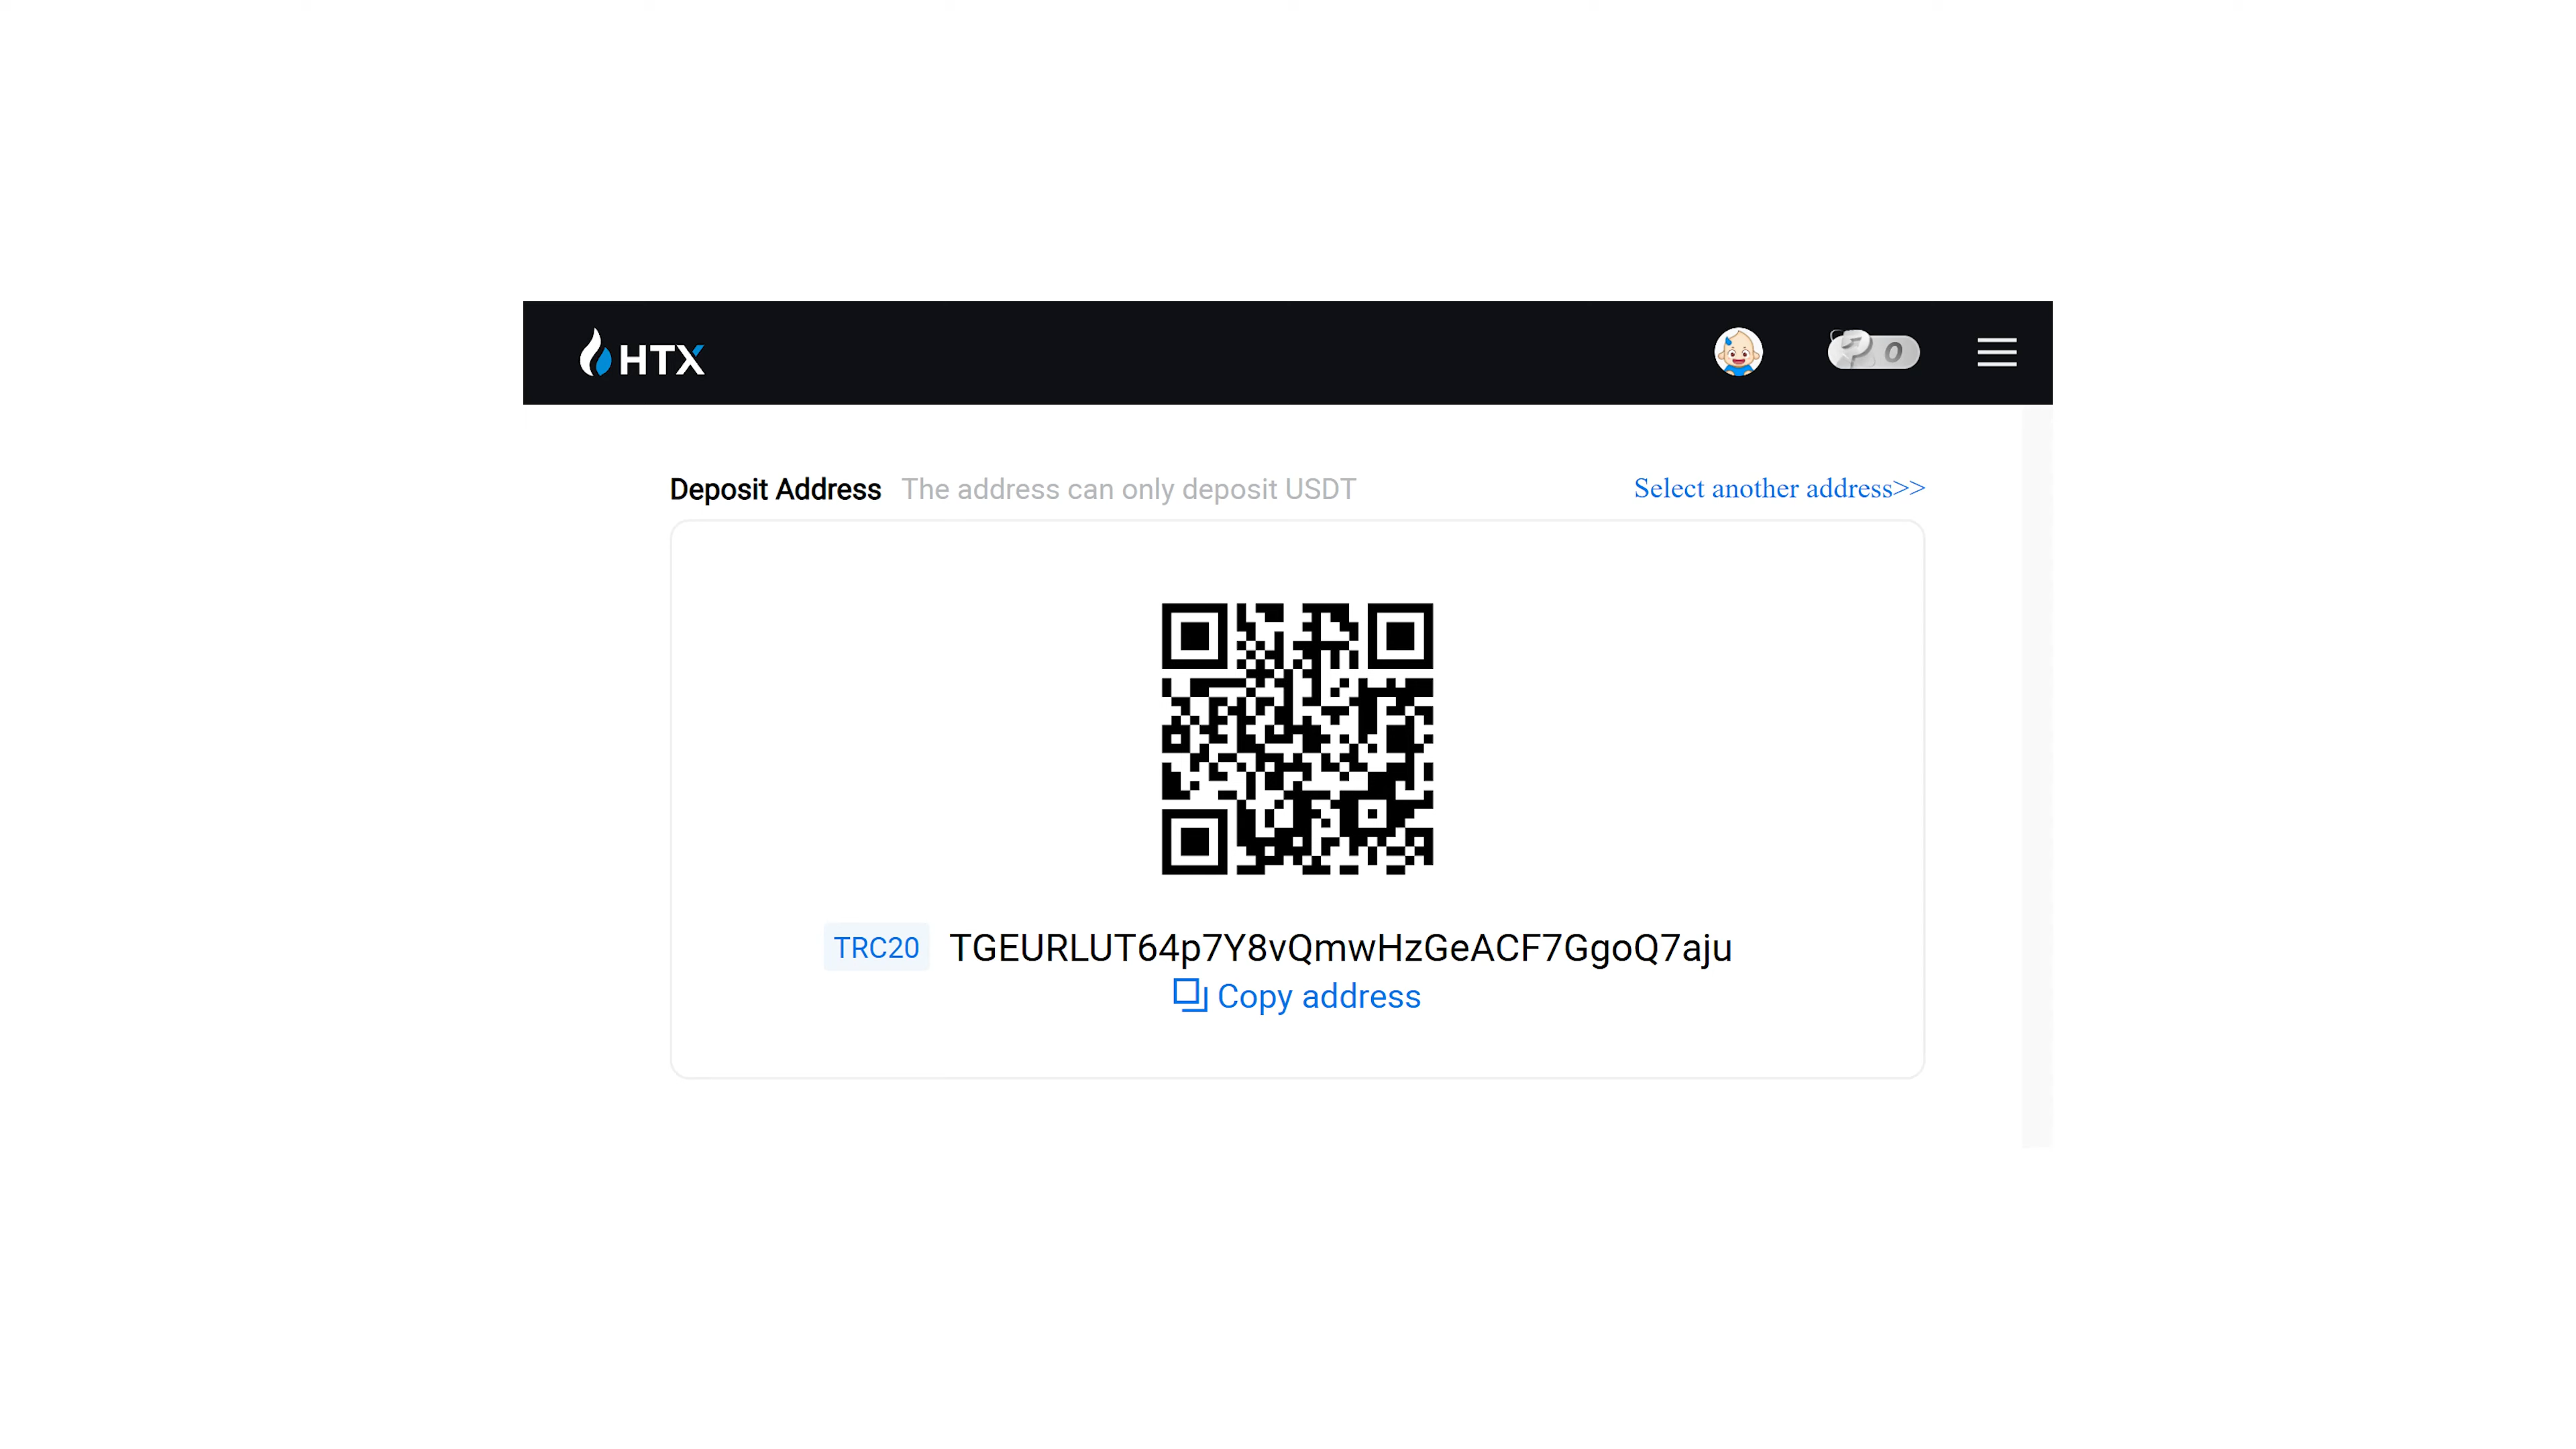 HTX
0
Deposit Address The address can only deposit USDT Select another address>>
TRC20 TGEURLUT64p7Y8vQmwHzGeACF7GgoQ7aju
Copy address